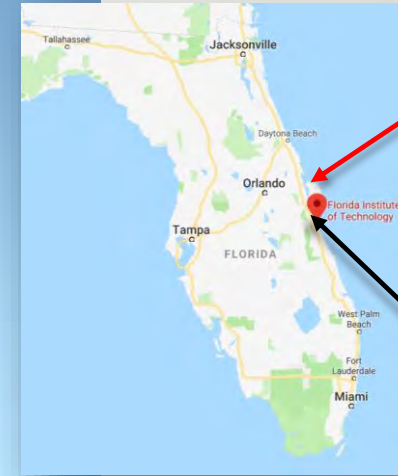 Tallahassee
Jacksonville
Daytona Beach
Orlando
Florida Institute
of Technology
Tampa
FLORIDA
West Palm
Beach
Fort
Lauderdale
Miami